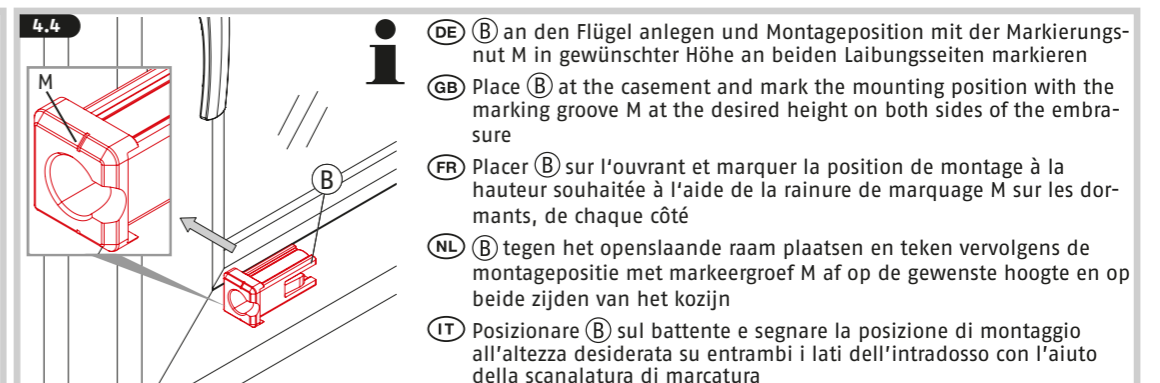 4.4
M
B
DE B an den Flügel anlegen und Montageposition mit der Markierungs-
nut M in gewünschter Höhe an beiden Laibungsseiten markieren
GB Place B at the casement and mark the mounting position with the
marking groove M at the desired height on both sides of the embra-
sure
FR Placer B sur l'ouvrant et marquer la position de montage à la
hauteur souhaitée à l'aide de la rainure de marquage M sur les dor-
mants, de chaque côté
NL B tegen het openslaande raam plaatsen en teken vervolgens de
montagepositie met markeergroef M af op de gewenste hoogte en op
beide zijden van het kozijn
IT Posizionare B sul battente e segnare la posizione di montaggio
all'altezza desiderata su entrambi i lati dell'intradosso con l'aiuto
della scanalatura di marcatura